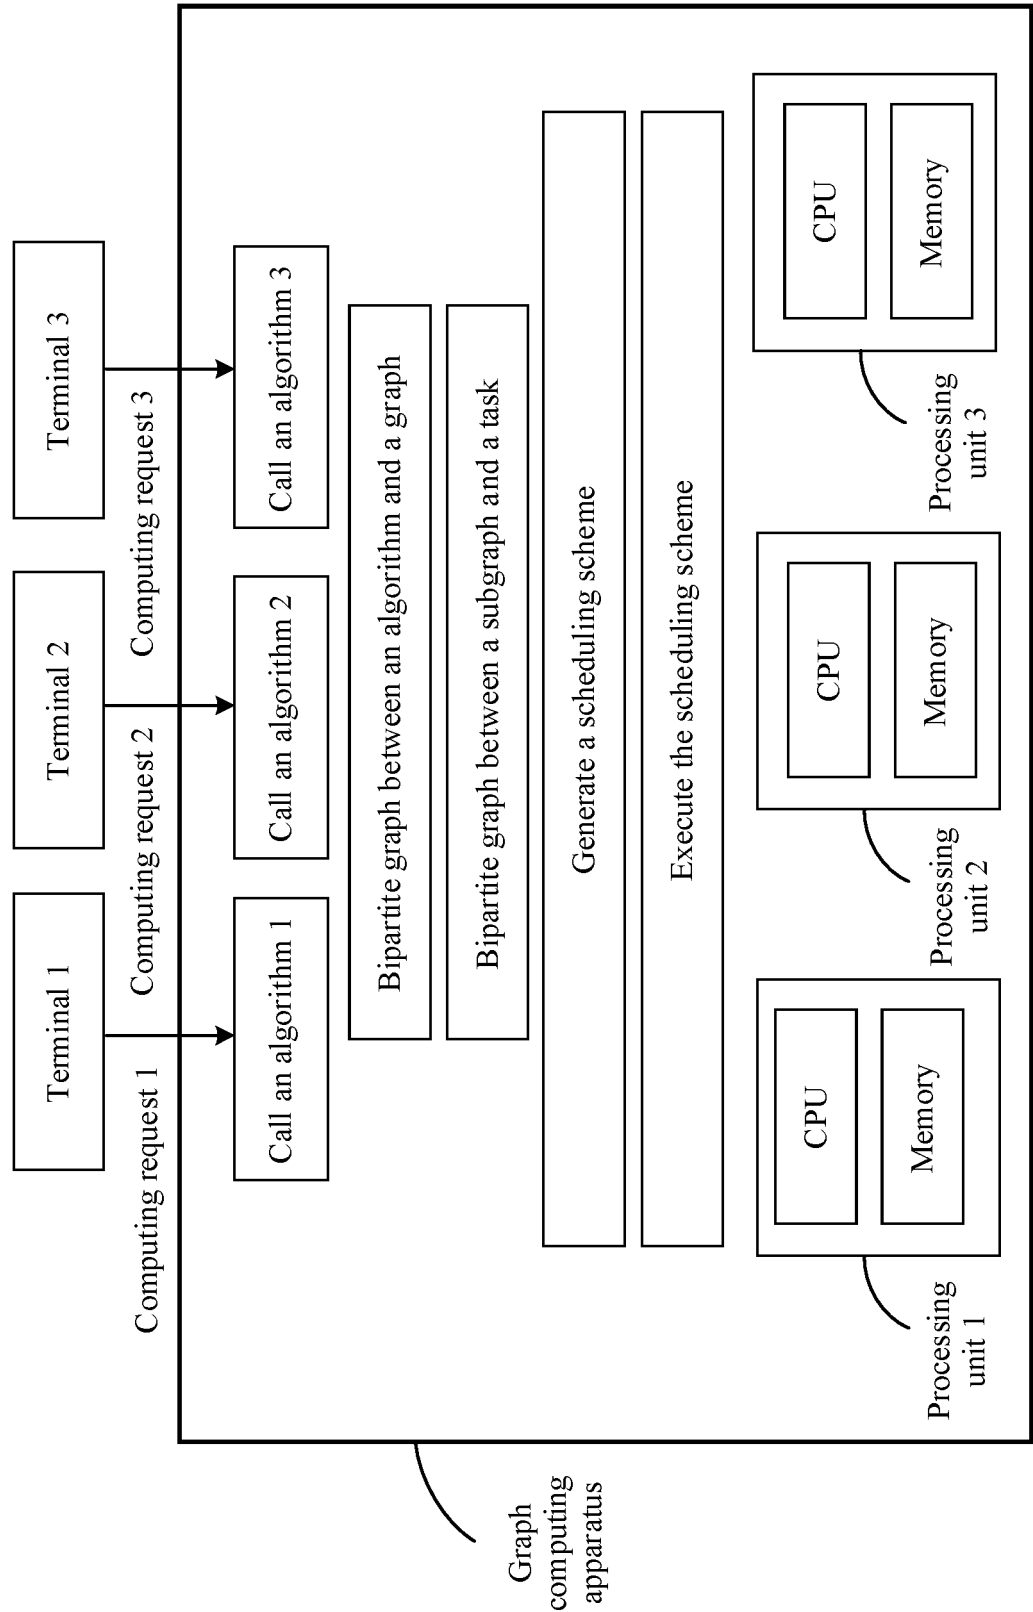 Terminal 1
Terminal 2
Terminal 3
Computing request 1
Computing request 2
Computing request 3
Call an algorithm 1
Call an algorithm 2
Call an algorithm 3
Bipartite graph between an algorithm and a graph
Bipartite graph between a subgraph and a task
Graph
computing
apparatus
Generate a scheduling scheme
Execute the scheduling scheme
CPU
Memory
Processing
unit 1
CPU
Memory
Processing
unit 2
CPU
Memory
Processing
unit 3